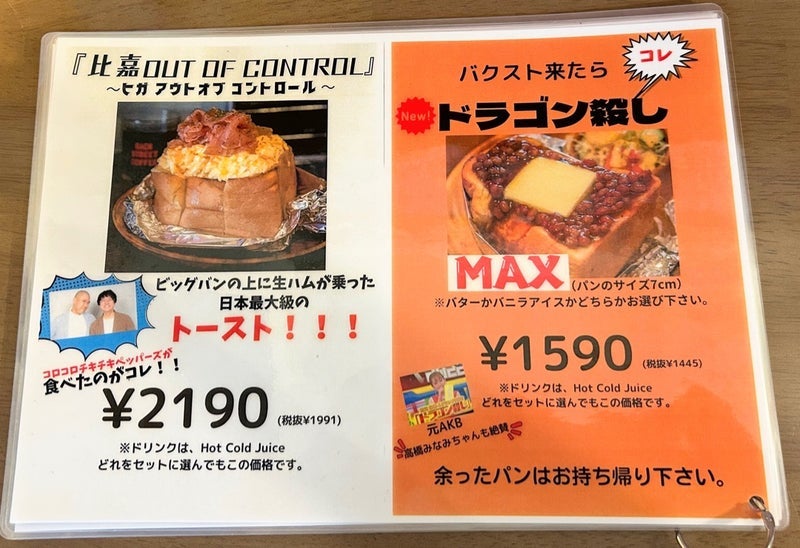 『比嘉OUT OF CONTROL』
～ヒガ アウトオブ コントロール～
ビッグパンの上に生ハムが乗った
日本最大級の
トースト！！！
コロコロチキチキペッパーズが
食べたのがコレ！！
¥2190 (税抜¥1991)
※ドリンクは、Hot Cold Juice
どれをセットに選んでもこの価格です。
バクスト来たら
コレ
New!
ドラゴン殺し
MAX (パンのサイズ7cm)
※バターかバニラアイスかどちらかお選び下さい。
¥1590 (税抜¥1445)
※ドリンクは、Hot Cold Juice
どれをセットに選んでもこの価格です。
ドラゴン殺し
元AKB
高橋みなみちゃんも絶賛
余ったパンはお持ち帰り下さい。